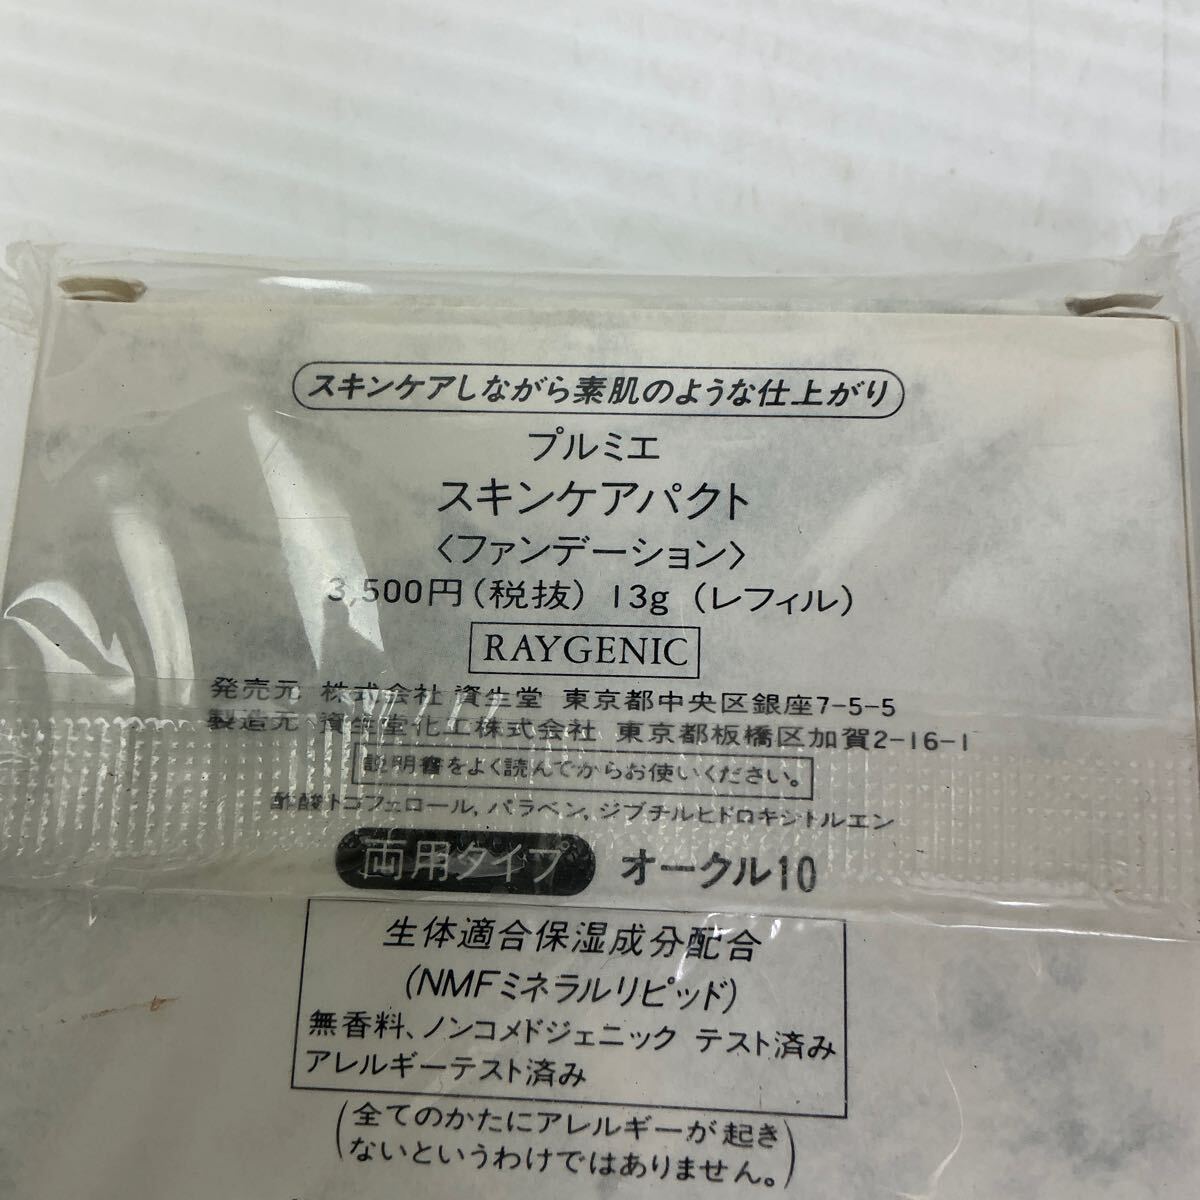 スキンケアしながら素肌のような仕上がり
プルミエ
スキンケアパクト
〈ファンデーション〉
3,500円(税抜) 13g (レフィル)
RAYGENIC
発売元 株式会社 資生堂 東京都中央区銀座7-5-5
製造元 資生堂化工株式会社 東京都板橋区加賀2-16-1
説明書をよく読んでからお使いください。
酢酸トコフェロール, パラベン, ジブチルヒドロキシトルエン
両用タイプ オークル10
生体適合保湿成分配合
(NMFミネラルリピッド)
無香料、ノンコメドジェニック テスト済み
アレルギーテスト済み
(全てのかたにアレルギーが起き
ないというわけではありません。)